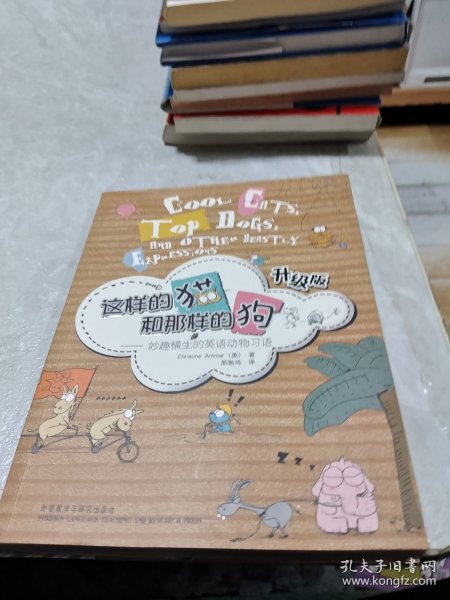 COOL CATS,
TOP DOGS,
AND OTHER BEASTLY
EXPRESSIONS
升级版
这样的猫
和那样的狗
——妙趣横生的英语动物习语
Christine Ammer (美) 著
译
ZZZ
外语教学与研究出版社
FOREIGN LANGUAGE TEACHING AND RESEARCH PRESS
孔夫子旧书网
www.kongfz.com